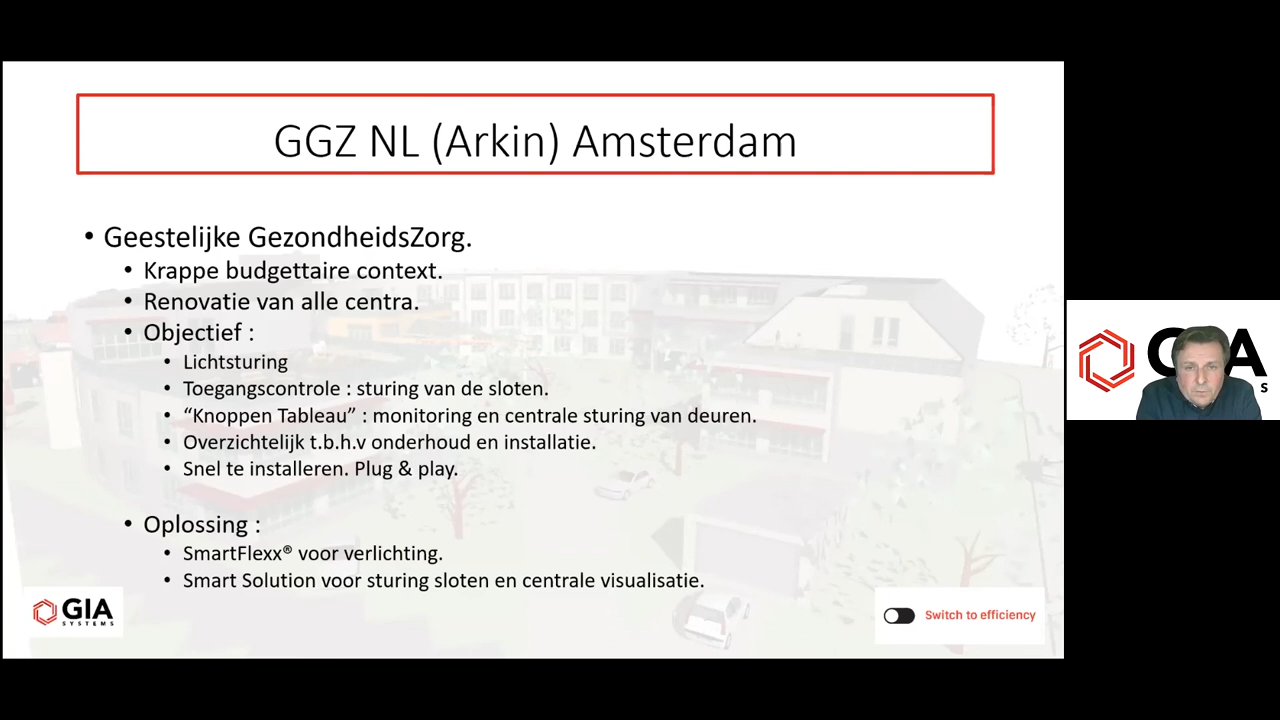 GGZ NL (Arkin) Amsterdam
• Geestelijke GezondheidsZorg.
• Krappe budgettaire context.
• Renovatie van alle centra.
• Objectief :
• Lichtsturing
• Toegangscontrole : sturing van de sloten.
• “Knoppen Tableau” : monitoring en centrale sturing van deuren.
• Overzichtelijk t.b.h.v onderhoud en installatie.
• Snel te installeren. Plug & play.
• Oplossing :
• SmartFlexx® voor verlichting.
• Smart Solution voor sturing sloten en centrale visualisatie.
GIA
SYSTEMS
Switch to efficiency
G A
S